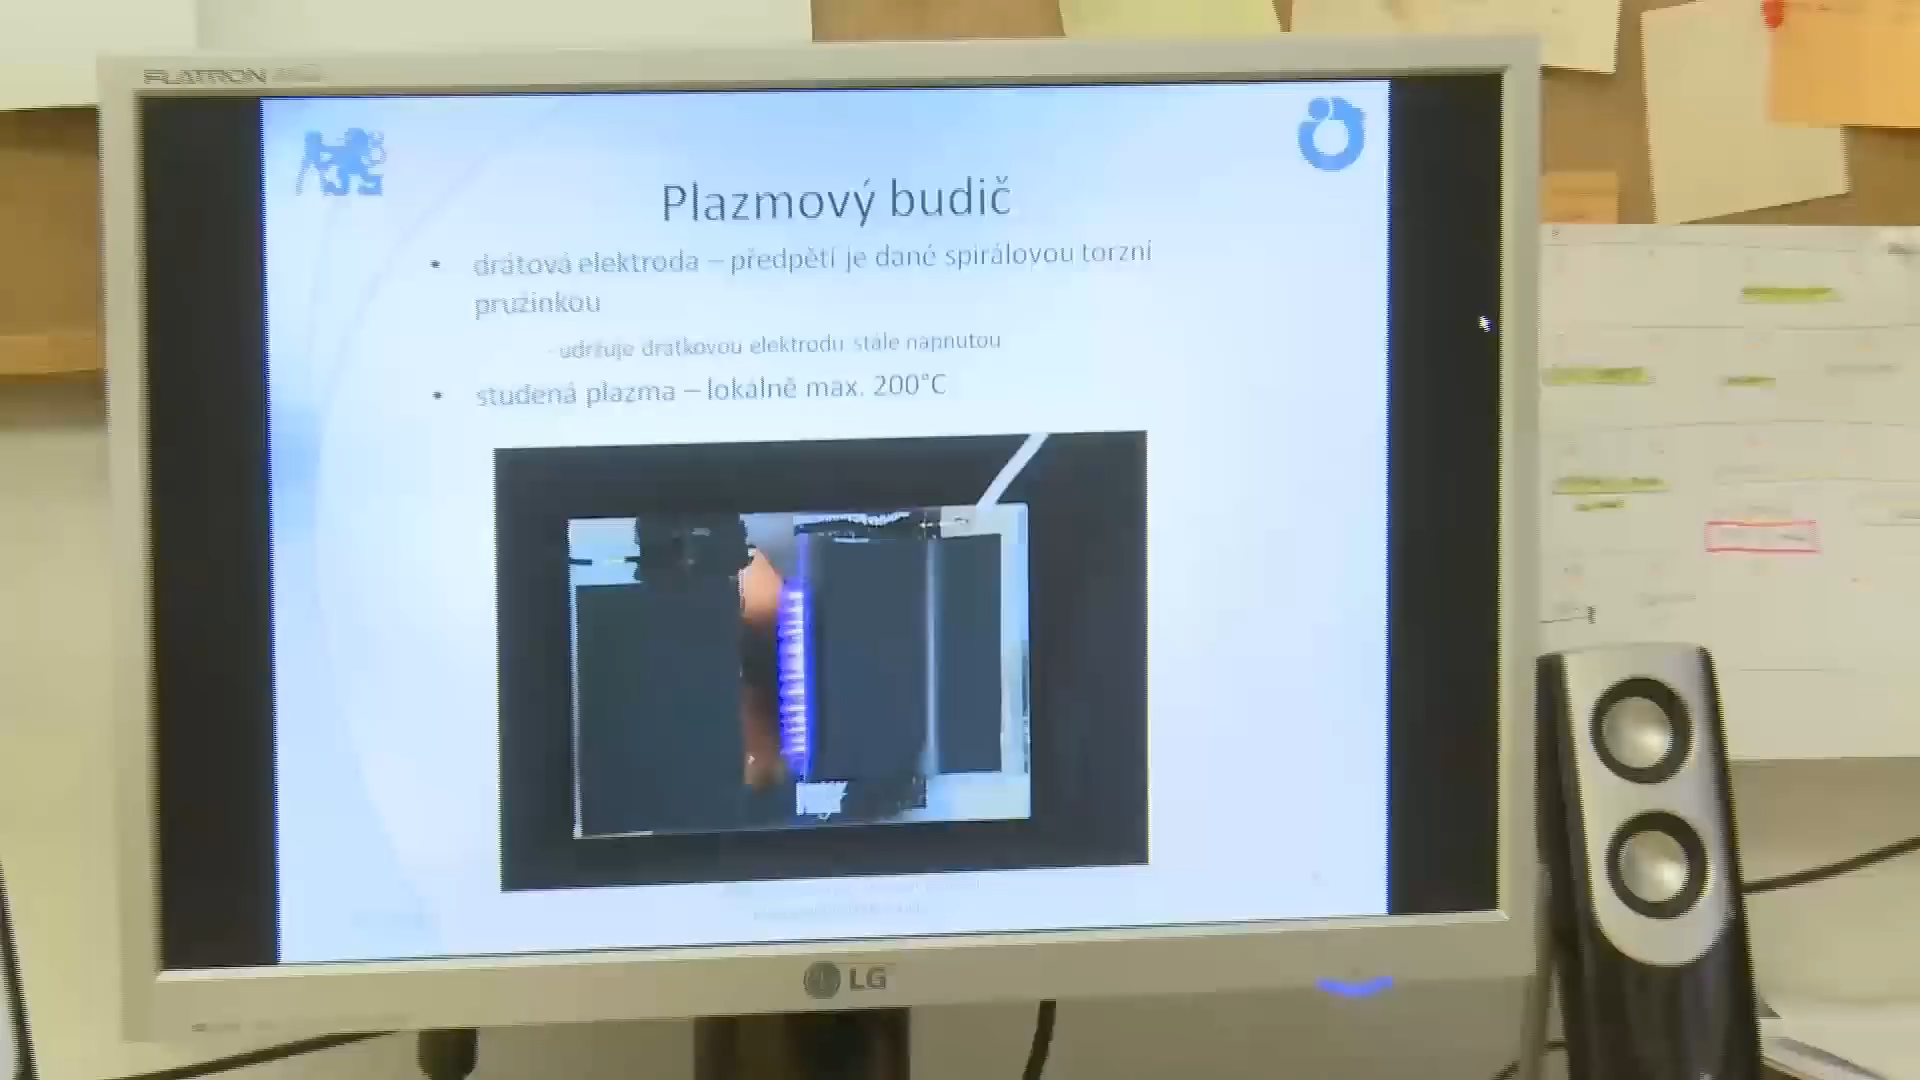 FLATRON
Plazmový budič
• drátová elektroda – předpětí je dané spirálovou torzní
pružinkou
- udržuje drátkovou elektrodu stále napnutou
• studená plazma – lokálně max. 200°C
LG